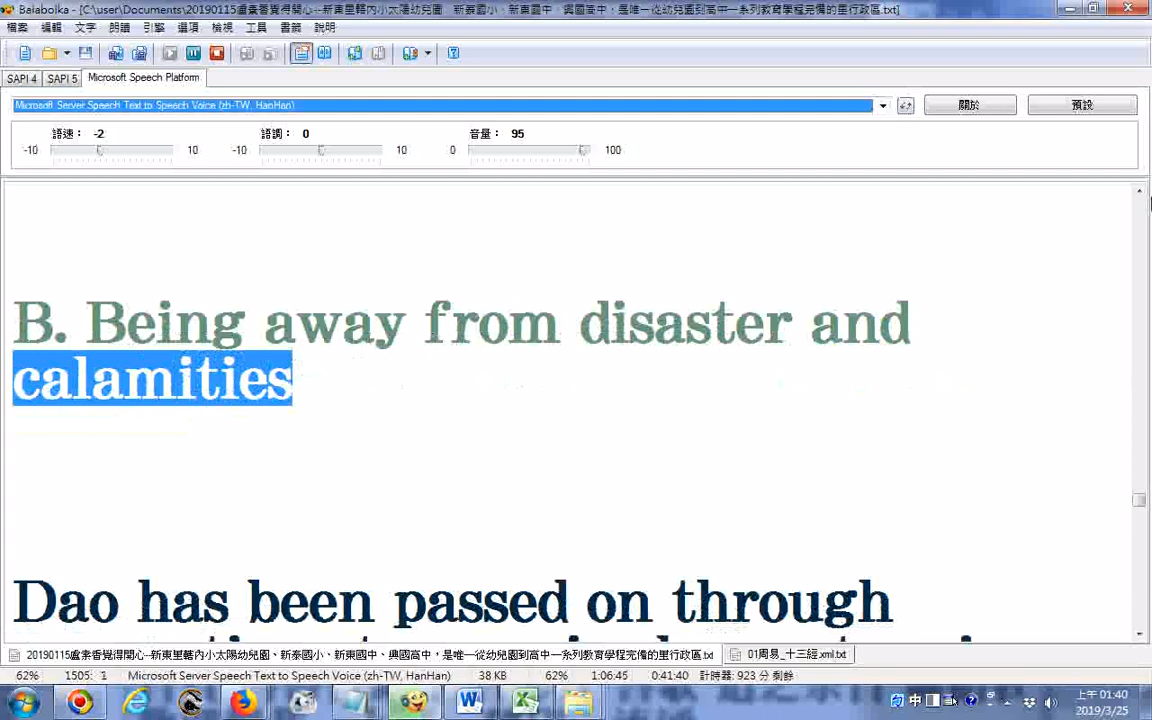 Balabolka - [C:\user\Documents\20190115盧素香覺得開心--新東里轄內小太陽幼兒園、新泰國小、新東國中、興國高中，是唯一從幼兒園到高中一系列教育學程完備的里行政區.txt]
檔案 編輯 文字 朗讀 引擎 選項 檢視 工具 書籤 說明
SAPI 4 SAPI 5 Microsoft Speech Platform
Microsoft Server Speech Text to Speech Voice (zh-TW, HanHan)
關於 預設
語速： -2 語調： 0 音量： 95
-10 10 -10 10 0 100
B. Being away from disaster and
calamities
Dao has been passed on through
20190115盧素香覺得開心--新東里轄內小太陽幼兒園、新泰國小、新東國中、興國高中，是唯一從幼兒園到高中一系列教育學程完備的里行政區.txt 01周易_十三經.xml.txt
62% 1505: 1 Microsoft Server Speech Text to Speech Voice (zh-TW, HanHan) 38 KB 62% 1:06:45 0:41:40 計時器: 923 分 剩餘
中 上午 01:40
2019/3/25